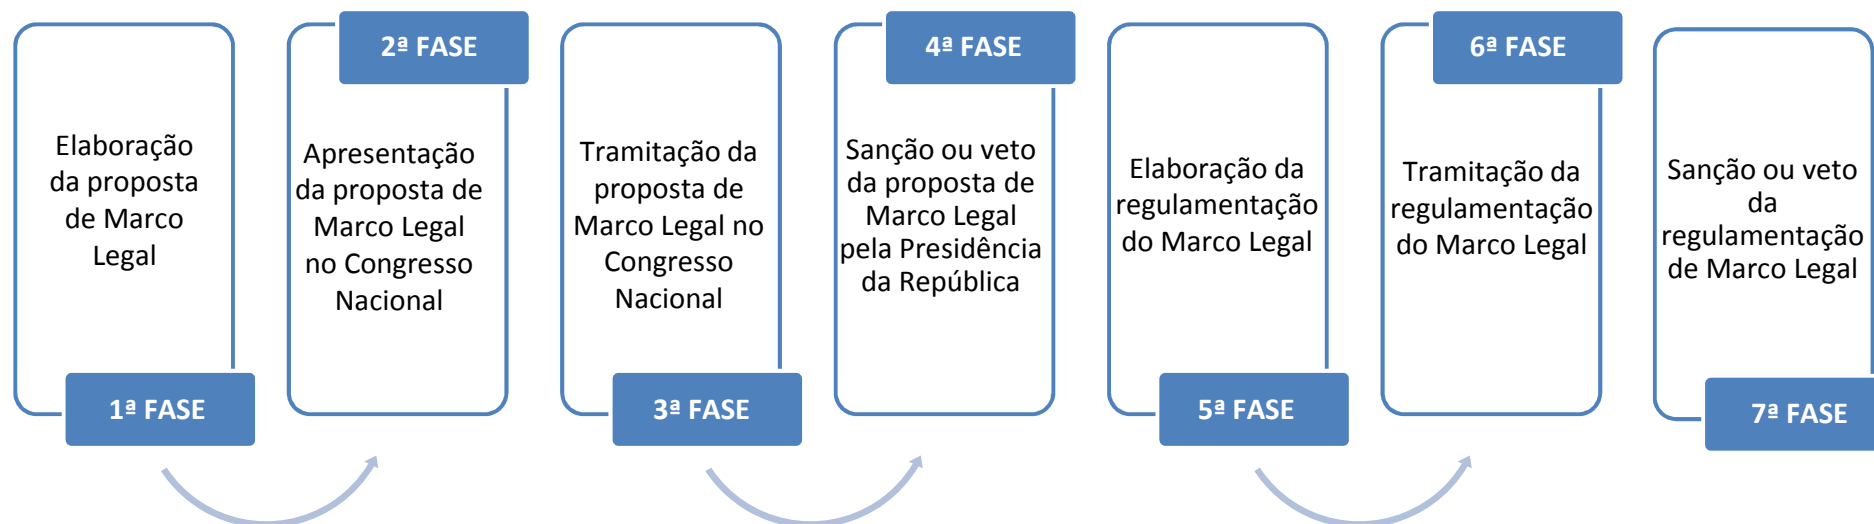 Elaboração
da proposta
de Marco
Legal
1ª FASE
2ª FASE
Apresentação
da proposta de
Marco Legal
no Congresso
Nacional
Tramitação da
proposta de
Marco Legal no
Congresso
Nacional
3ª FASE
4ª FASE
Sanção ou veto
da proposta de
Marco Legal
pela Presidência
da República
Elaboração da
regulamentação
do Marco Legal
5ª FASE
6ª FASE
Tramitação da
regulamentação
do Marco Legal
Sanção ou veto
da
regulamentação
de Marco Legal
7ª FASE